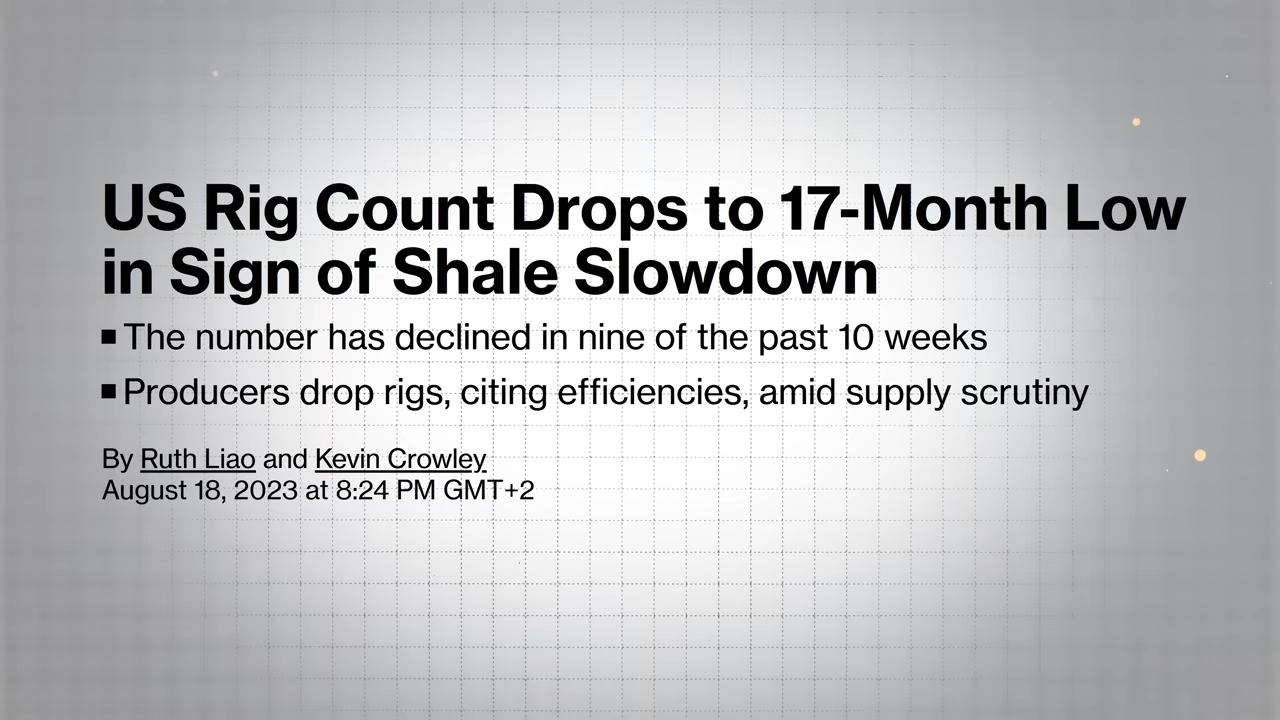 US Rig Count Drops to 17-Month Low
in Sign of Shale Slowdown
■ The number has declined in nine of the past 10 weeks
■ Producers drop rigs, citing efficiencies, amid supply scrutiny
By Ruth Liao and Kevin Crowley
August 18, 2023 at 8:24 PM GMT+2